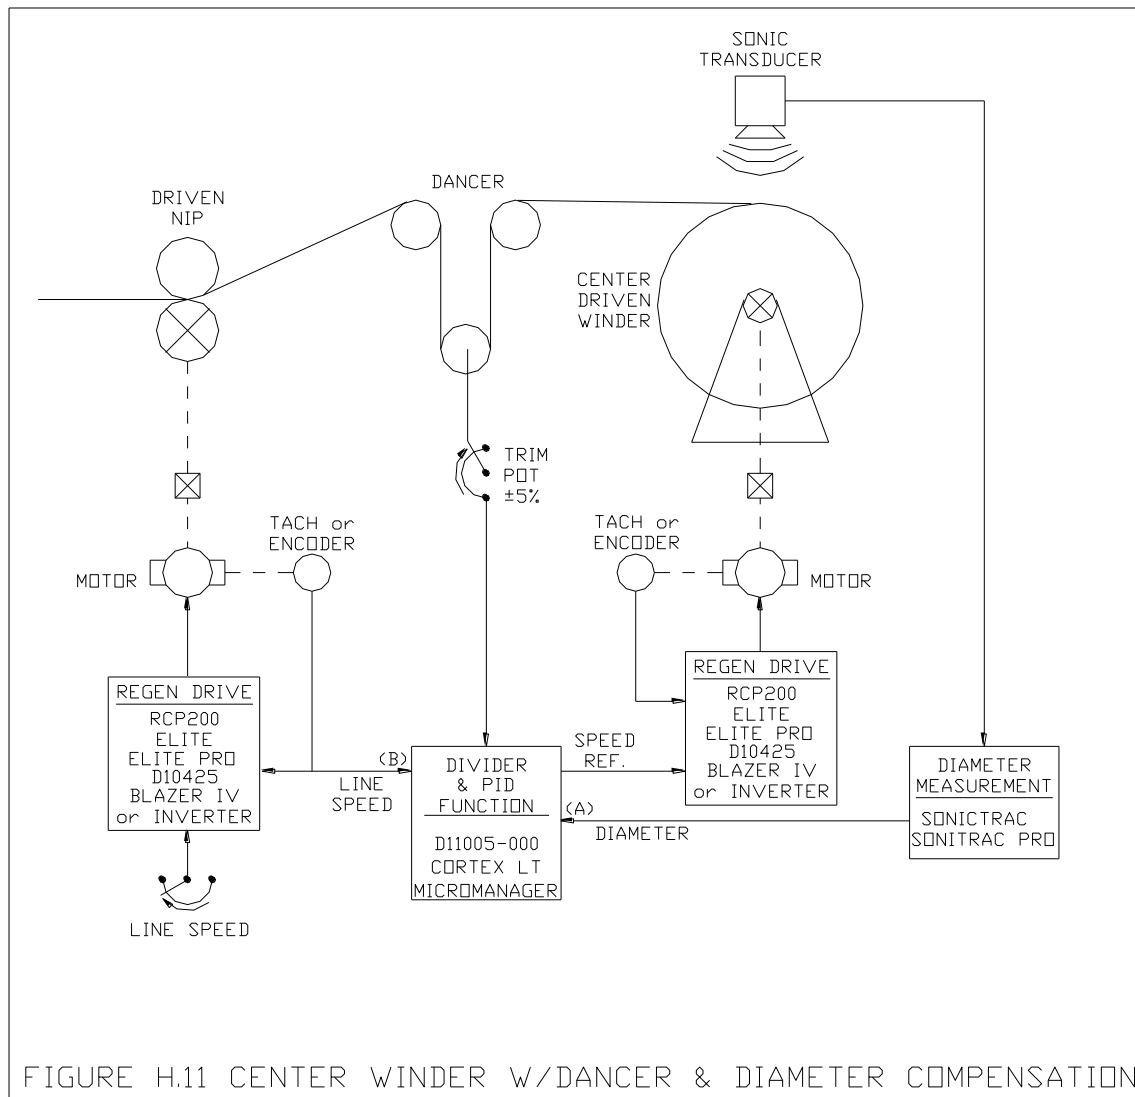 SONIC
TRANSDUCER
DANCER
DRIVEN
NIP
CENTER
DRIVEN
WINDER
TRIM
POT
±5%
TACH or
ENCODER
MOTOR
TACH or
ENCODER
MOTOR
REGEN DRIVE
RCP200
ELITE
ELITE PRO
D10425
BLAZER IV
or INVERTER
(B)
LINE
SPEED
DIVIDER
& PID
FUNCTION
D11005-000
CORTEX LT
MICROMANAGER
SPEED
REF.
(A)
DIAMETER
REGEN DRIVE
RCP200
ELITE
ELITE PRO
D10425
BLAZER IV
or INVERTER
DIAMETER
MEASUREMENT
SONICTRAC
SONITRAC PRO
LINE SPEED
FIGURE H.11 CENTER WINDER W/DANCER & DIAMETER COMPENSATION